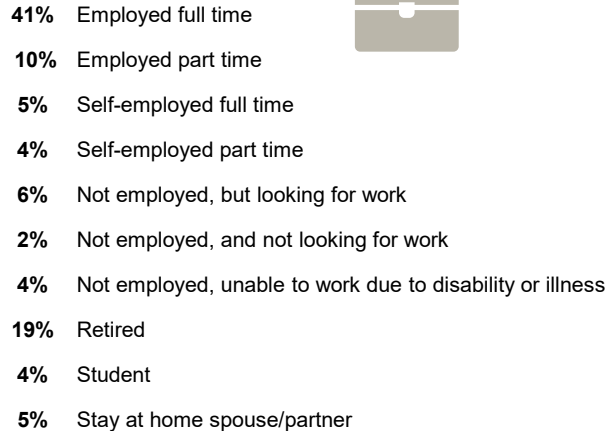 41% Employed full time
10% Employed part time
5% Self-employed full time
4% Self-employed part time
6% Not employed, but looking for work
2% Not employed, and not looking for work
4% Not employed, unable to work due to disability or illness
19% Retired
4% Student
5% Stay at home spouse/partner